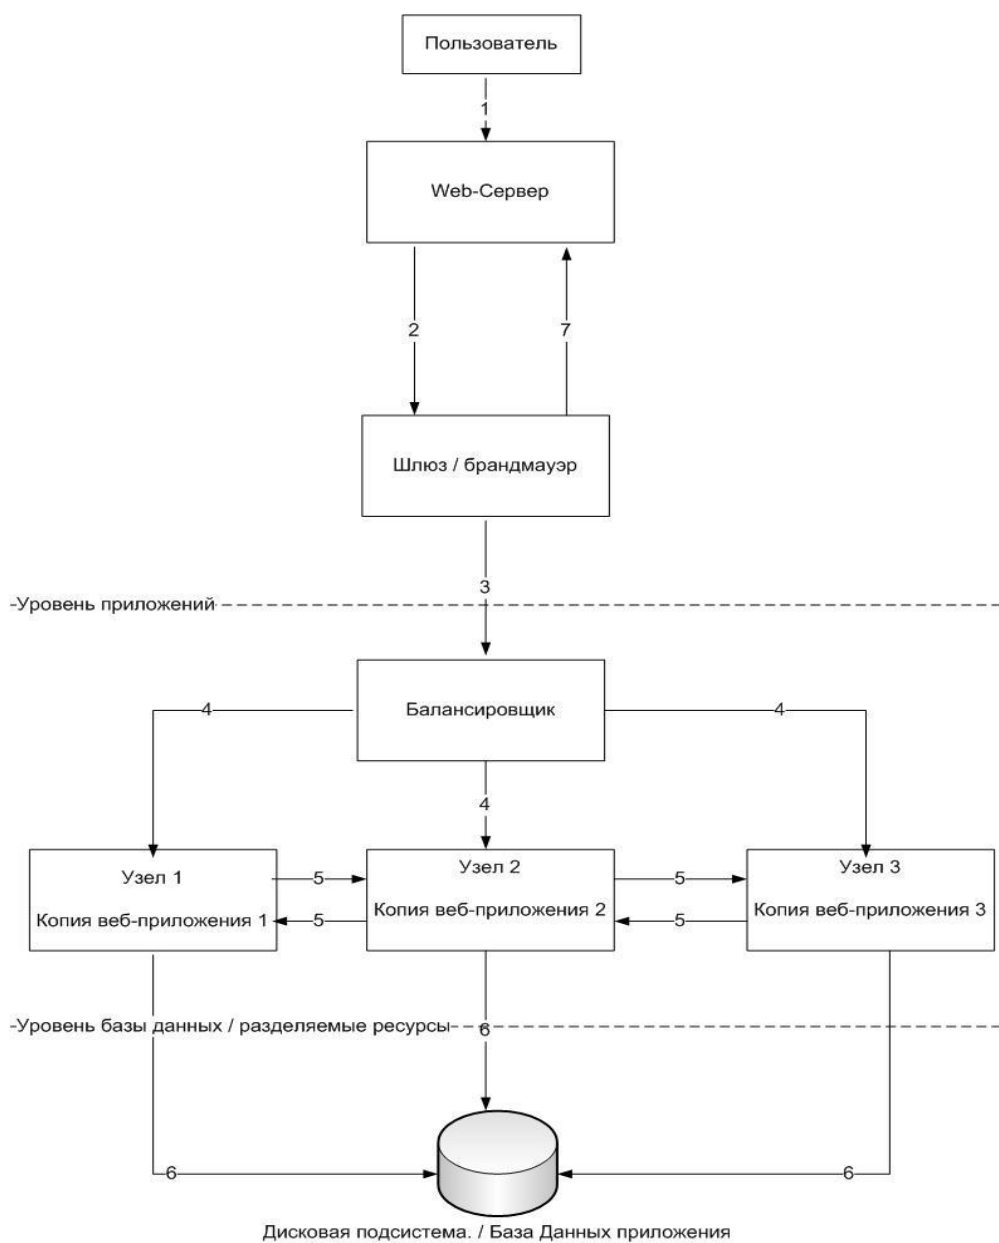 Пользователь
1
Web-Сервер
2
7
Шлюз / брандмауэр
3
Уровень приложений
Балансировщик
4
4
4
Узел 1
Копия веб-приложения 1
5
5
Узел 2
Копия веб-приложения 2
5
5
Узел 3
Копия веб-приложения 3
Уровень базы данных / разделяемые ресурсы
6
6
6
Дисковая подсистема. / База Данных приложения